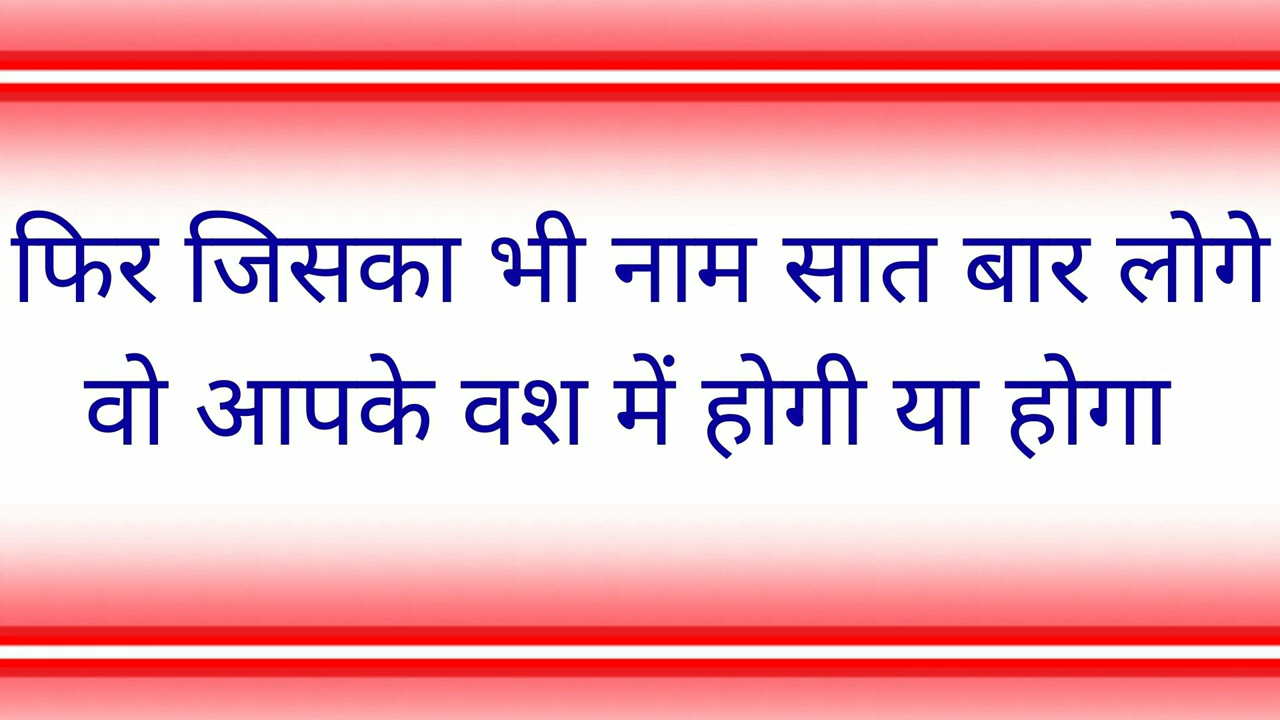 फिर जिसका भी नाम सात बार लोगे
वो आपके वश में होगी या होगा